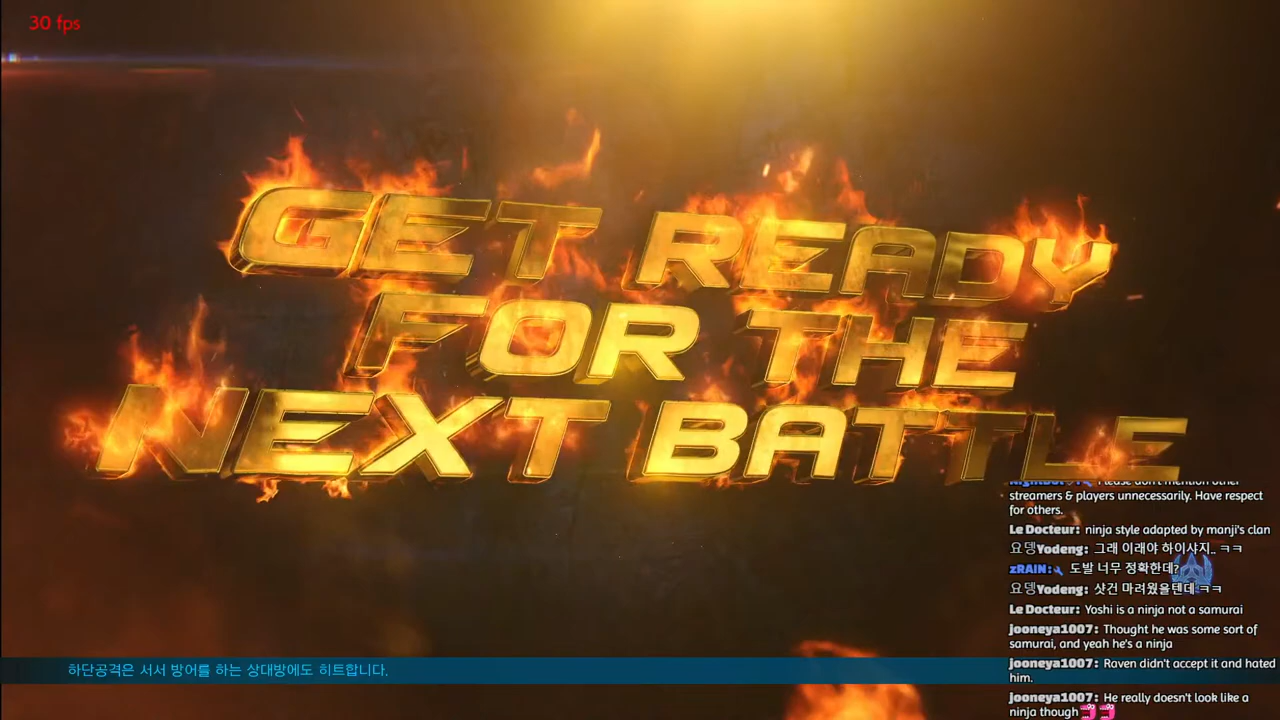 30 fps
GET READY
FOR THE
NEXT BATTLE
Please don't mention other
streamers & players unnecessarily. Have respect
for others.
Le Docteur: ninja style adapted by manji's clan
요뎅Yodeng: 그래 이래야 하이샤지.. ㅋㅋ
zRAIN: 도발 너무 정확한데?
요뎅Yodeng: 샷건 마려웠을텐데 ㅋㅋ
Le Docteur: Yoshi is a ninja not a samurai
jooneya1007: Thought he was some sort of
samurai, and yeah he's a ninja
jooneya1007: Raven didn't accept it and hated
him.
jooneya1007: He really doesn't look like a
ninja though
하단공격은 서서 방어를 하는 상대방에도 히트합니다.